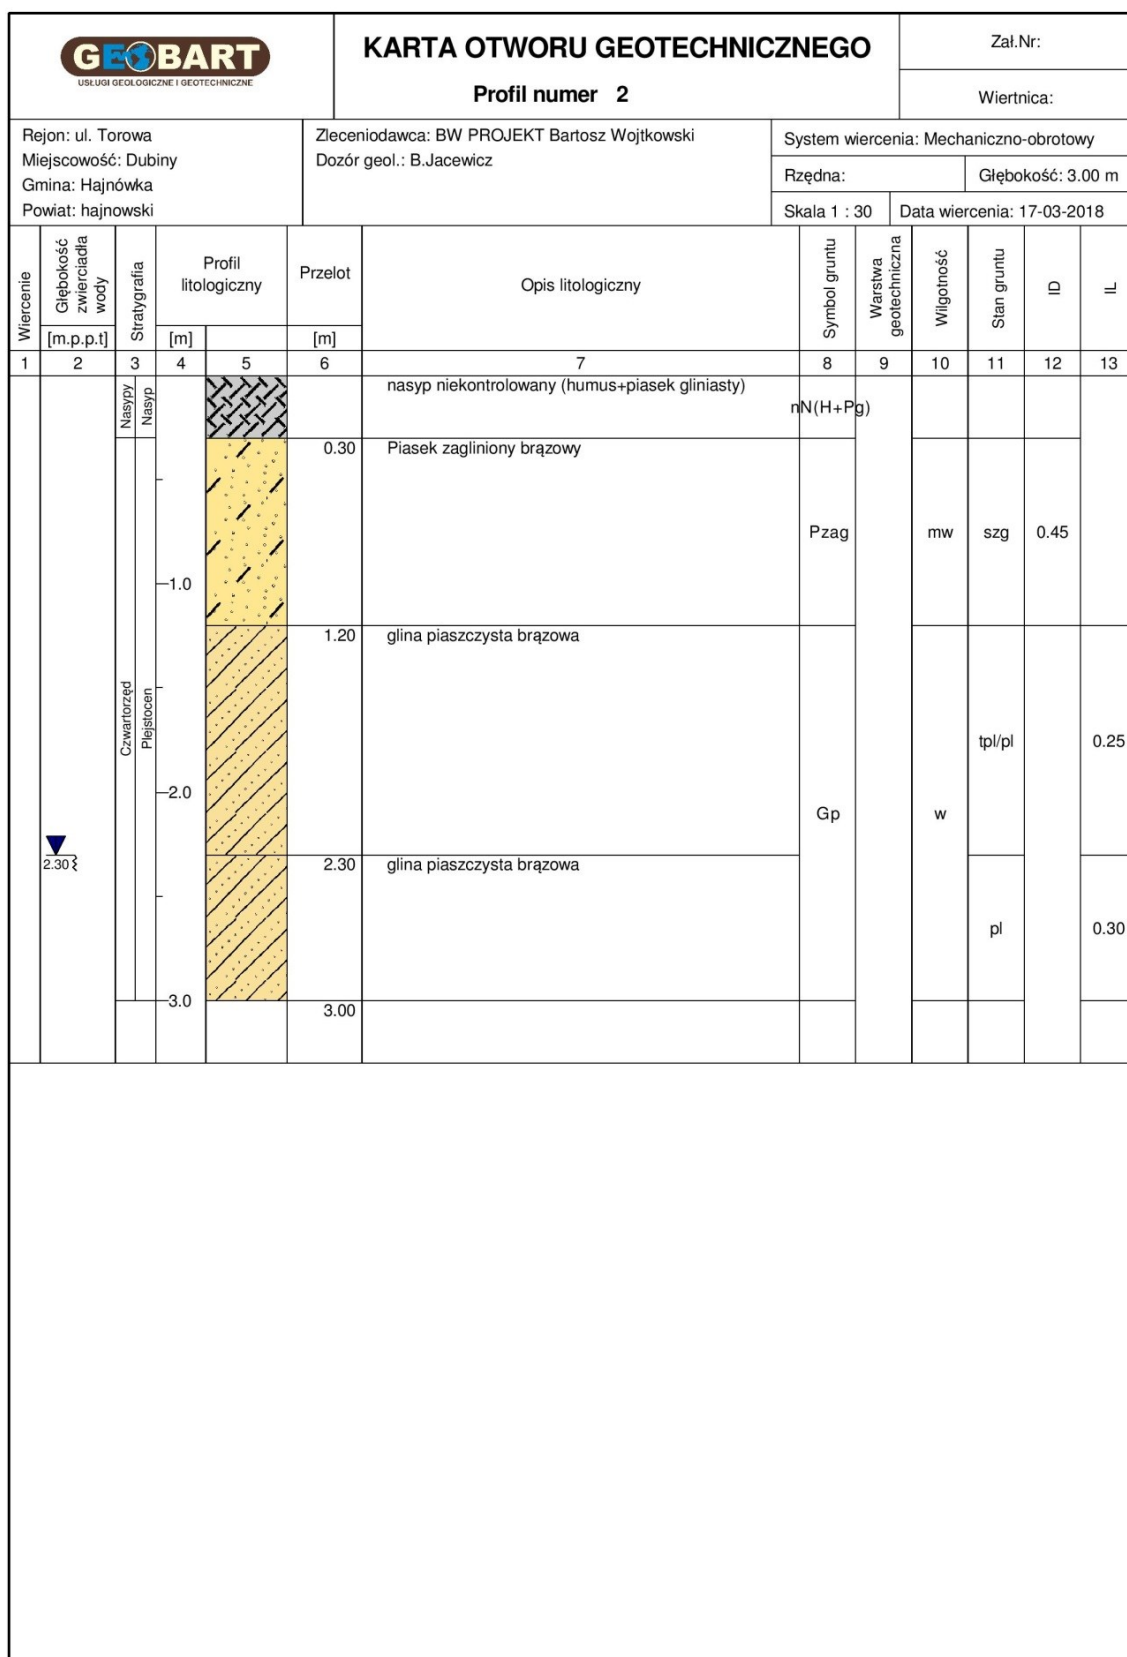 GEOBART
USŁUGI GEOLOGICZNE I GEOTECHNICZNE
KARTA OTWORU GEOTECHNICZNEGO
Profil numer 2
Zał.Nr:
Wiertnica:
Rejon: ul. Torowa
Miejscowość: Dubiny
Gmina: Hajnówka
Powiat: hajnowski
Zleceniodawca: BW PROJEKT Bartosz Wojtkowski
Dozór geol.: B.Jacewicz
System wiercenia: Mechaniczno-obrotowy
Rzędna:
Głębokość: 3.00 m
Skala 1 : 30
Data wiercenia: 17-03-2018
Wiercenie
Głębokość
zwierciadła
wody
[m.p.p.t]
Stratygrafia
Profil
litologiczny
[m]
Przelot
[m]
Opis litologiczny
Symbol gruntu
Warstwa
geotechniczna
Wilgotność
Stan gruntu
ID
IL
1 2 3 4 5 6 7 8 9 10 11 12 13
Nasypy
Nasyp
nasyp niekontrolowany (humus+piasek gliniasty)
nN(H+Pg)
0.30 Piasek zagliniony brązowy
Pzag mw szg 0.45
1.0
1.20 glina piaszczysta brązowa
Czwartorzęd
Plejstocen
tpl/pl 0.25
2.0
Gp w
2.30
2.30 glina piaszczysta brązowa
pl 0.30
3.0
3.00